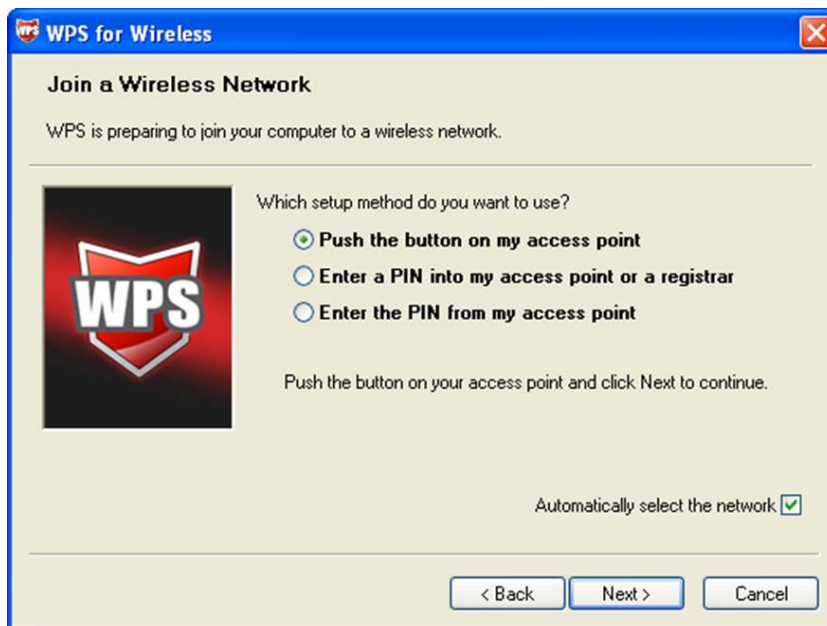 WPS for Wireless
Join a Wireless Network
WPS is preparing to join your computer to a wireless network.
Which setup method do you want to use?
Push the button on my access point
Enter a PIN into my access point or a registrar
Enter the PIN from my access point
WPS
Push the button on your access point and click Next to continue.
Automatically select the network
< Back
Next >
Cancel